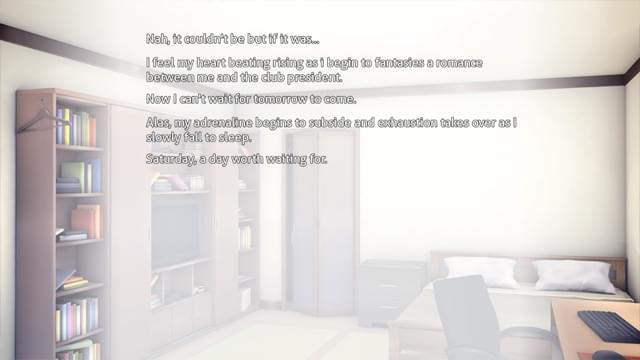 Nah, it couldn't be but if it was...
I feel my heart beating rising as i begin to fantasies a romance
between me and the club president.
Now I can't wait for tomorrow to come.
Alas, my adrenaline begins to subside and exhaustion takes over as I
slowly fall to sleep.
Saturday, a day worth waiting for.